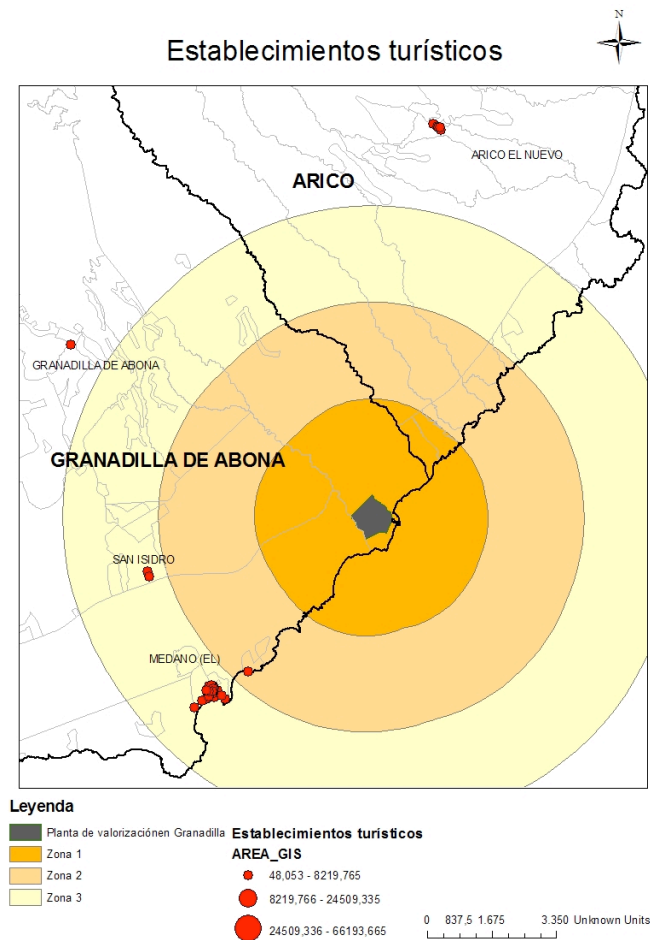 N
Establecimientos turísticos
ARICO EL NUEVO
ARICO
GRANADILLA DE ABONA
GRANADILLA DE ABONA
SAN ISIDRO
MEDANO (EL)
Leyenda
Planta de valorizaciónen Granadilla
Zona 1
Zona 2
Zona 3
Establecimientos turísticos
AREA_GIS
48,053 - 8219,765
8219,766 - 24509,335
24509,336 - 66193,665
0 837,5 1.675 3.350 Unknown Units